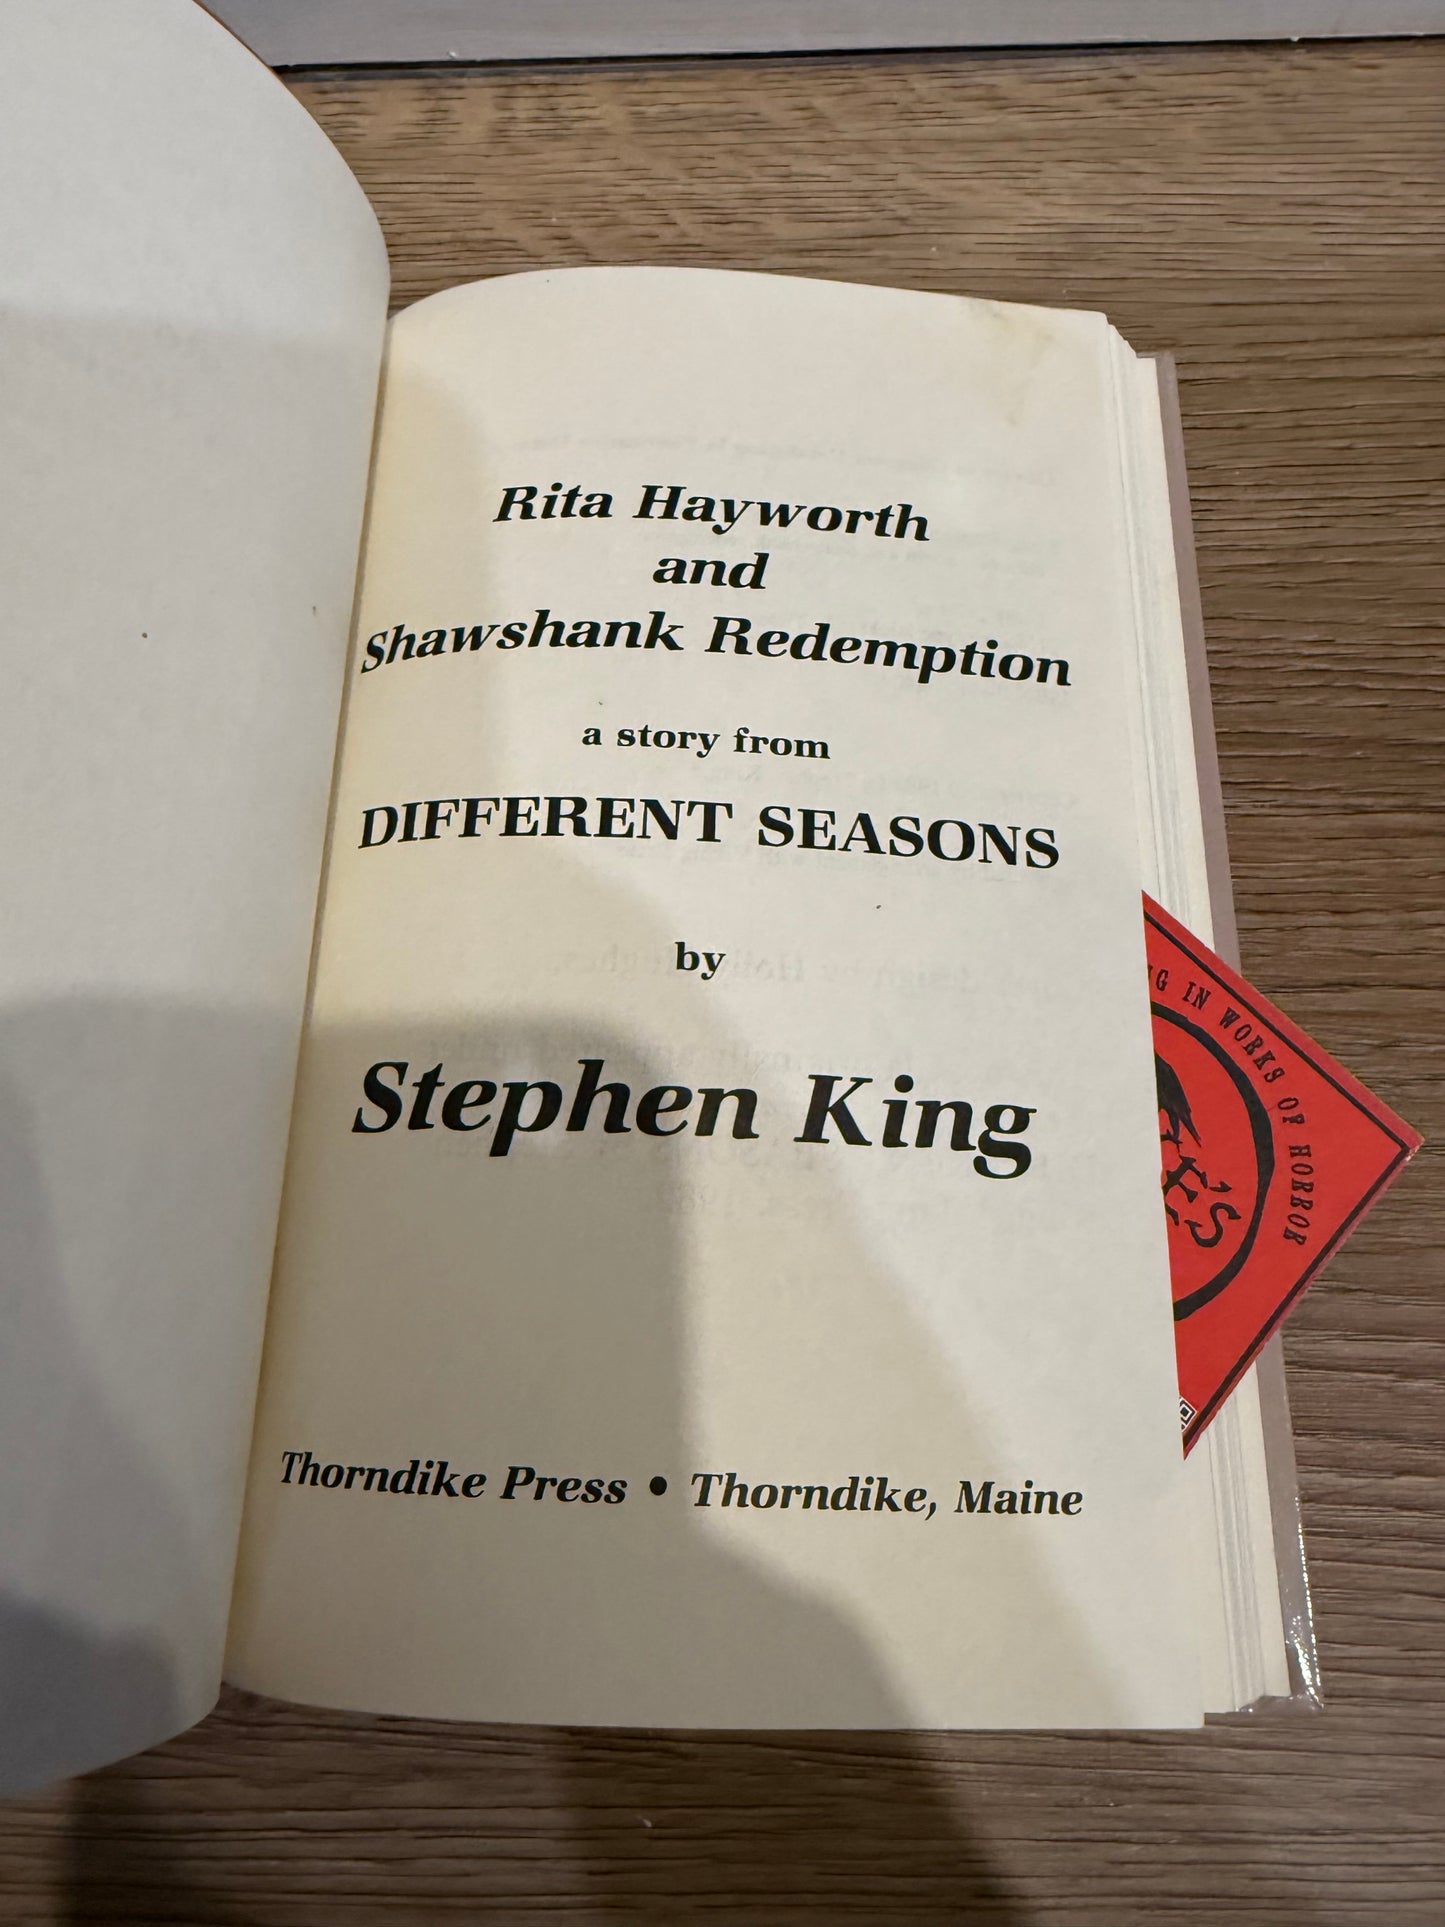 Rita Hayworth
and
Shawshank Redemption
a story from
DIFFERENT SEASONS
by
Stephen King
Thorndike Press • Thorndike, Maine
IN WORKS OF HORROR